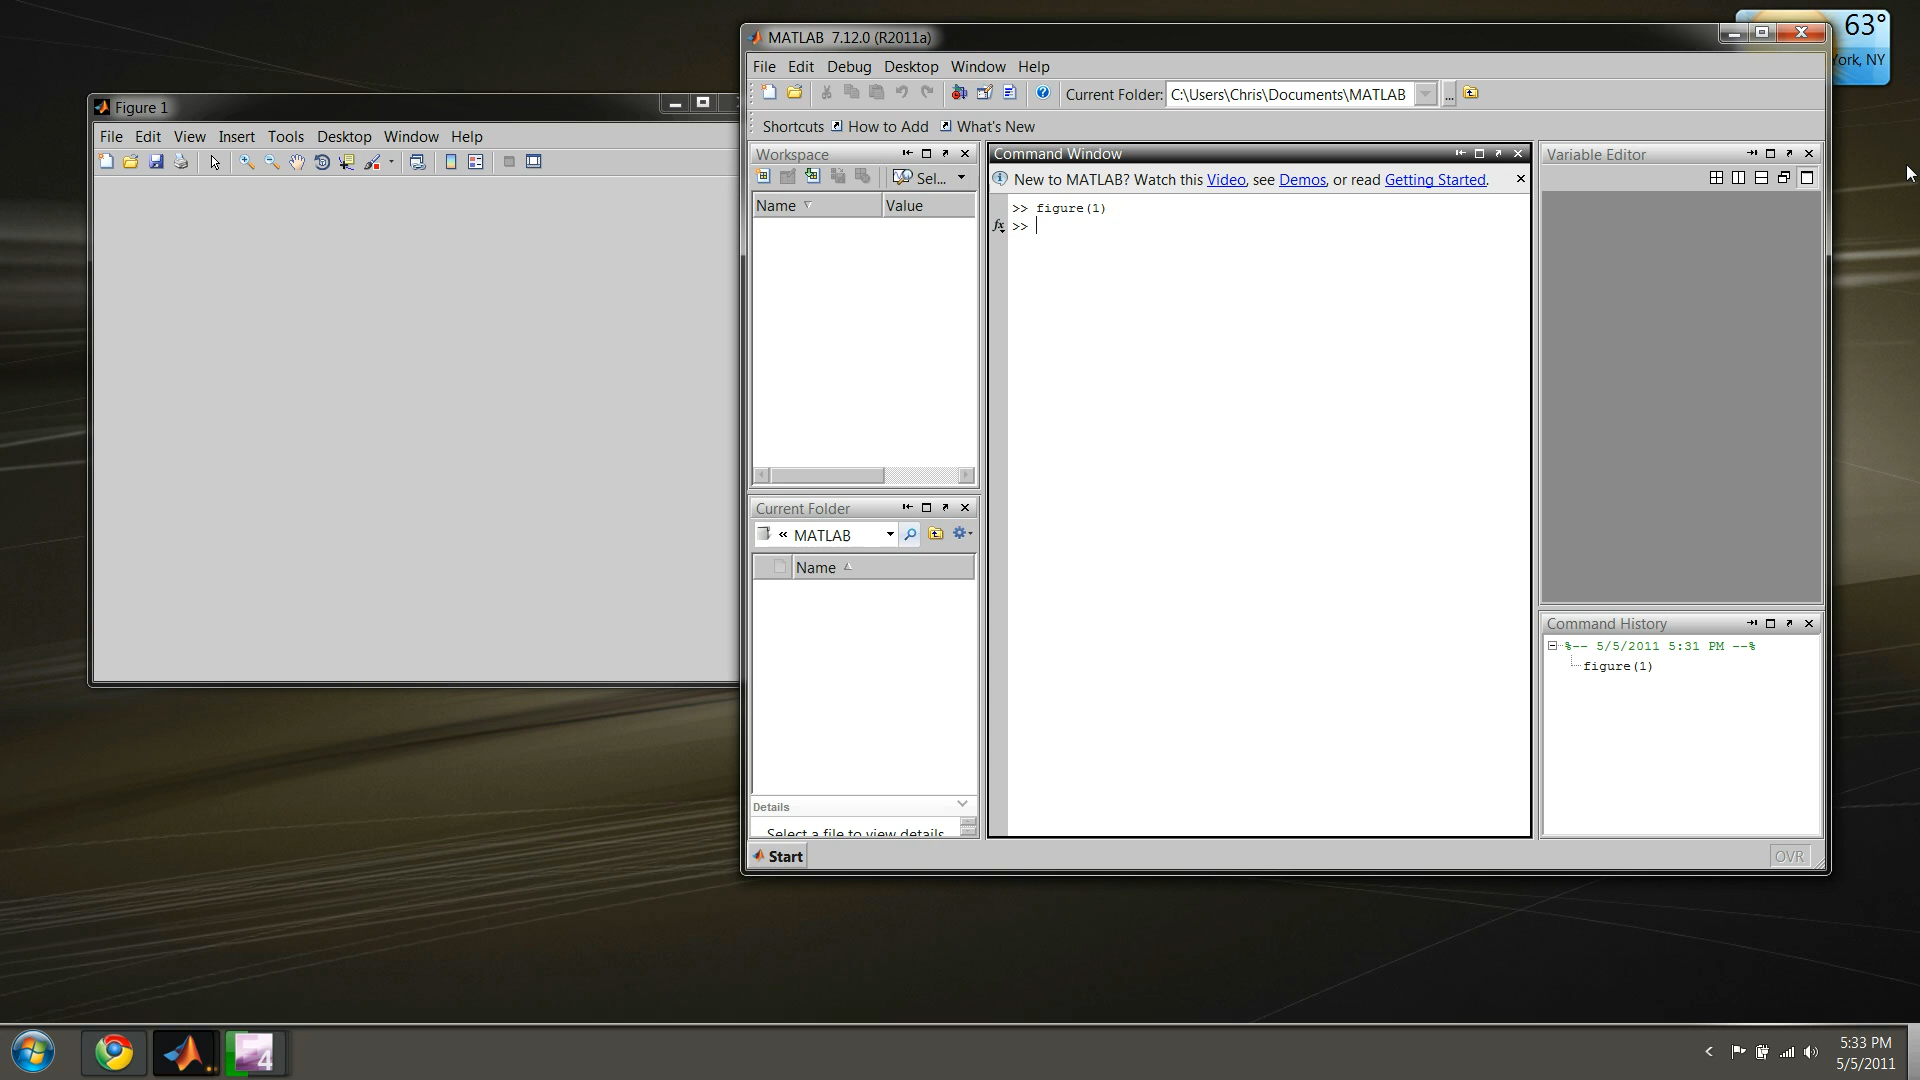 63°
York, NY
MATLAB 7.12.0 (R2011a)
File Edit Debug Desktop Window Help
Current Folder: C:\Users\Chris\Documents\MATLAB ...
Shortcuts How to Add What's New
Figure 1
File Edit View Insert Tools Desktop Window Help
Workspace
Sel...
Name Value
Command Window
New to MATLAB? Watch this Video, see Demos, or read Getting Started.
>> figure(1)
fx >>
Variable Editor
Current Folder
« MATLAB
Name
Details
Select a file to view details
Command History
%-- 5/5/2011 5:31 PM --%
figure(1)
Start
OVR
4
5:33 PM
5/5/2011